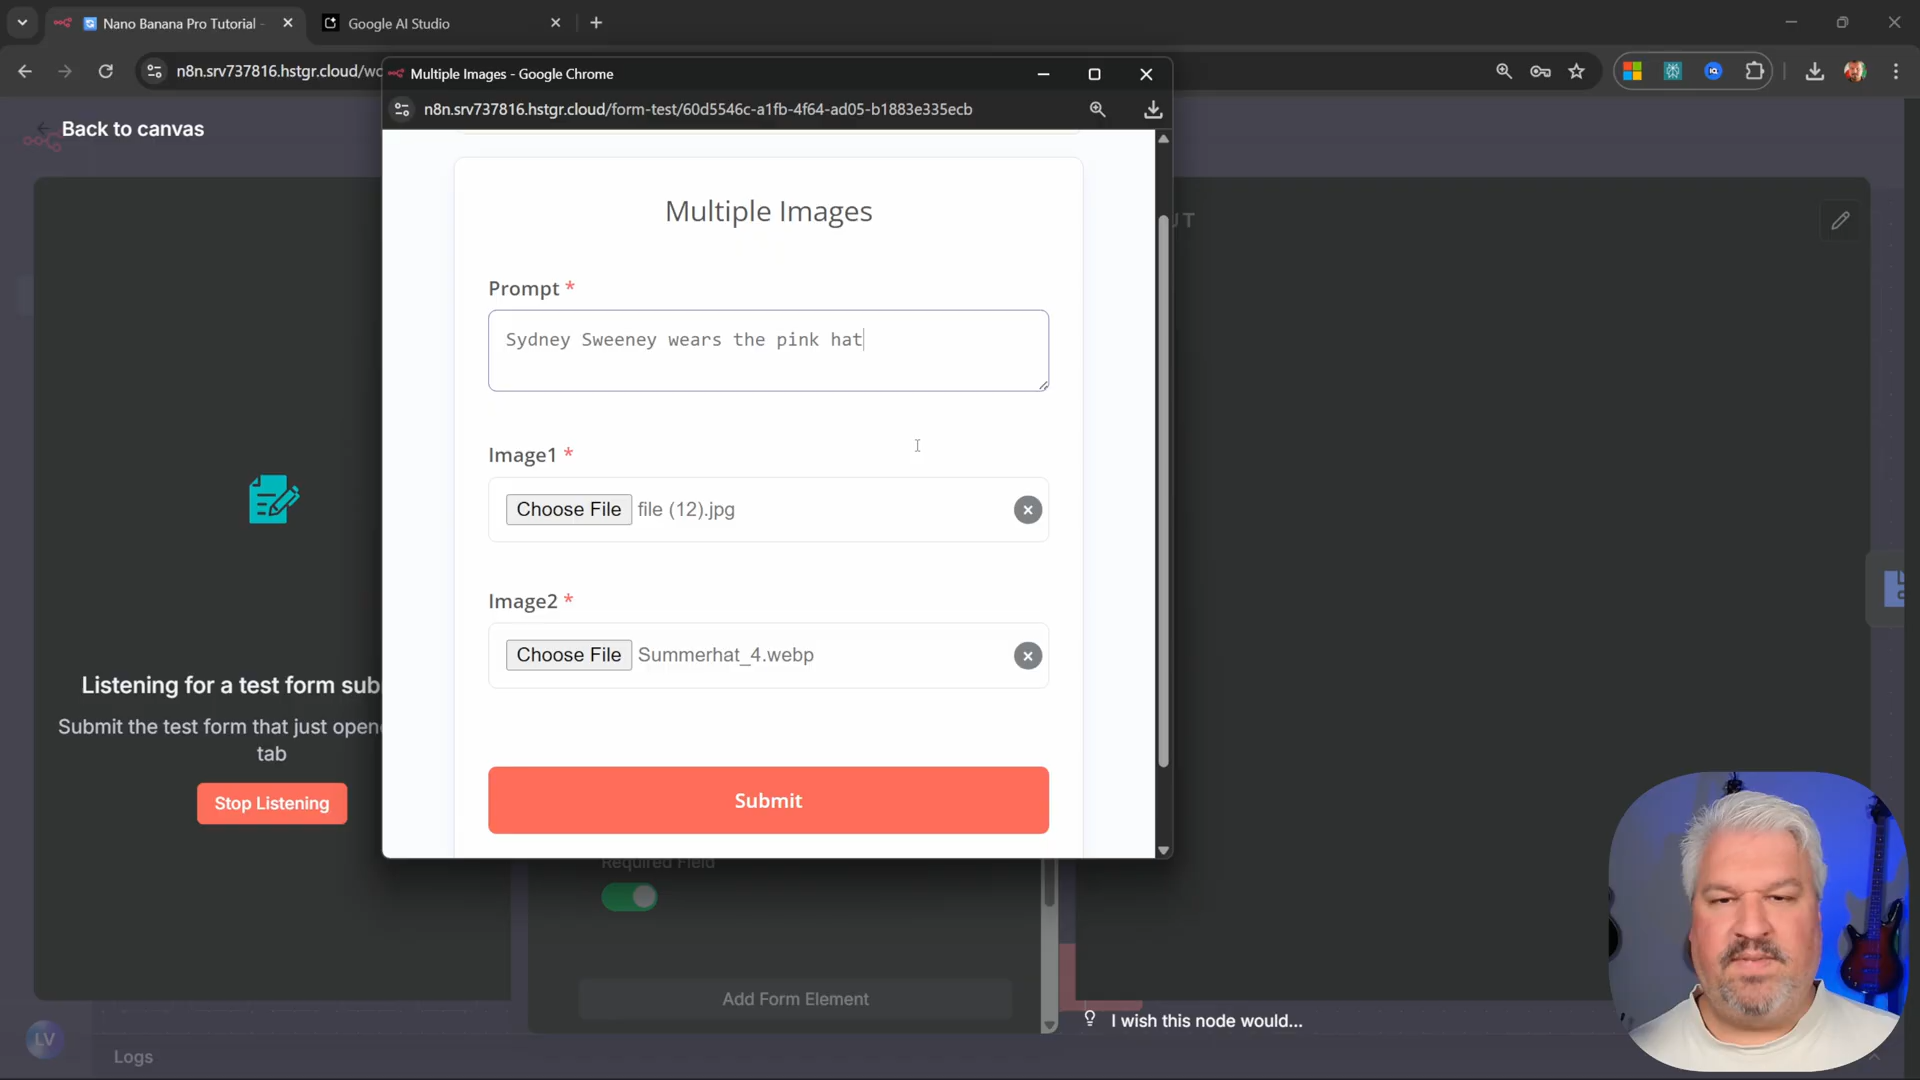 Nano Banana Pro Tutorial -
Google AI Studio
n8n.srv737816.hstgr.cloud/wo
Multiple Images - Google Chrome
n8n.srv737816.hstgr.cloud/form-test/60d5546c-a1fb-4f64-ad05-b1883e335ecb
Back to canvas
Multiple Images
Prompt *
Sydney Sweeney wears the pink hat
Image1 *
Choose File file (12).jpg
Image2 *
Choose File Summerhat_4.webp
Submit
Listening for a test form sub
Submit the test form that just opene
tab
Stop Listening
Required Field
Add Form Element
I wish this node would...
LV
Logs